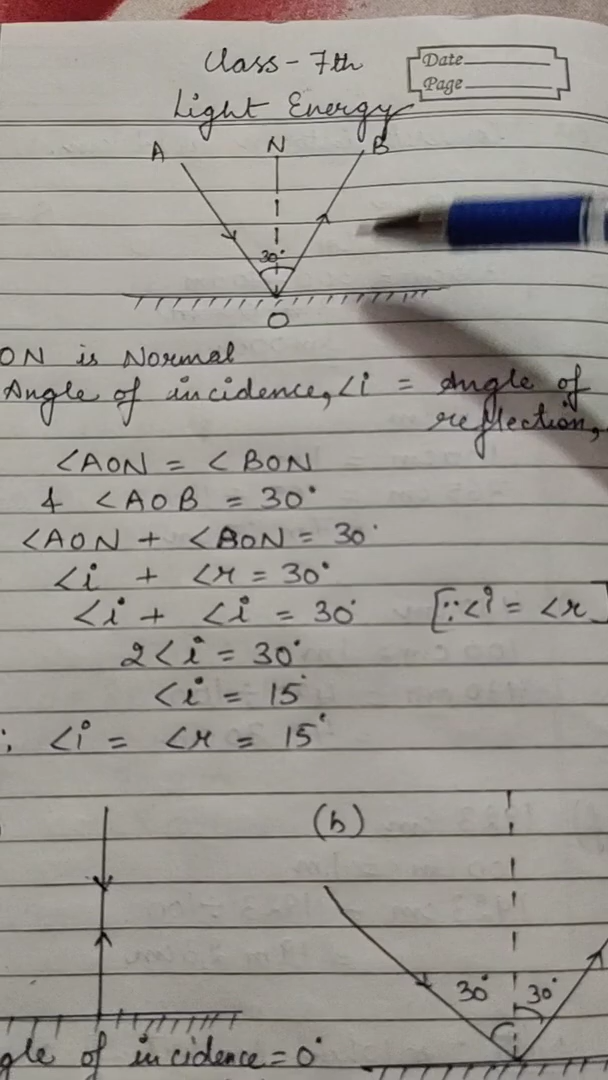 Class - 7th
Date
Page
Light Energy
A N B
30°
O
ON is Normal
Angle of incidence, ∠i = Angle of
reflection,
∠AON = ∠BON
& ∠AOB = 30°
∠AON + ∠BON = 30°
∠i + ∠r = 30°
∠i + ∠i = 30° [∵ ∠i = ∠r]
2∠i = 30°
∠i = 15°
∠i = ∠r = 15°
(b)
30° 30°
of incidence = 0°